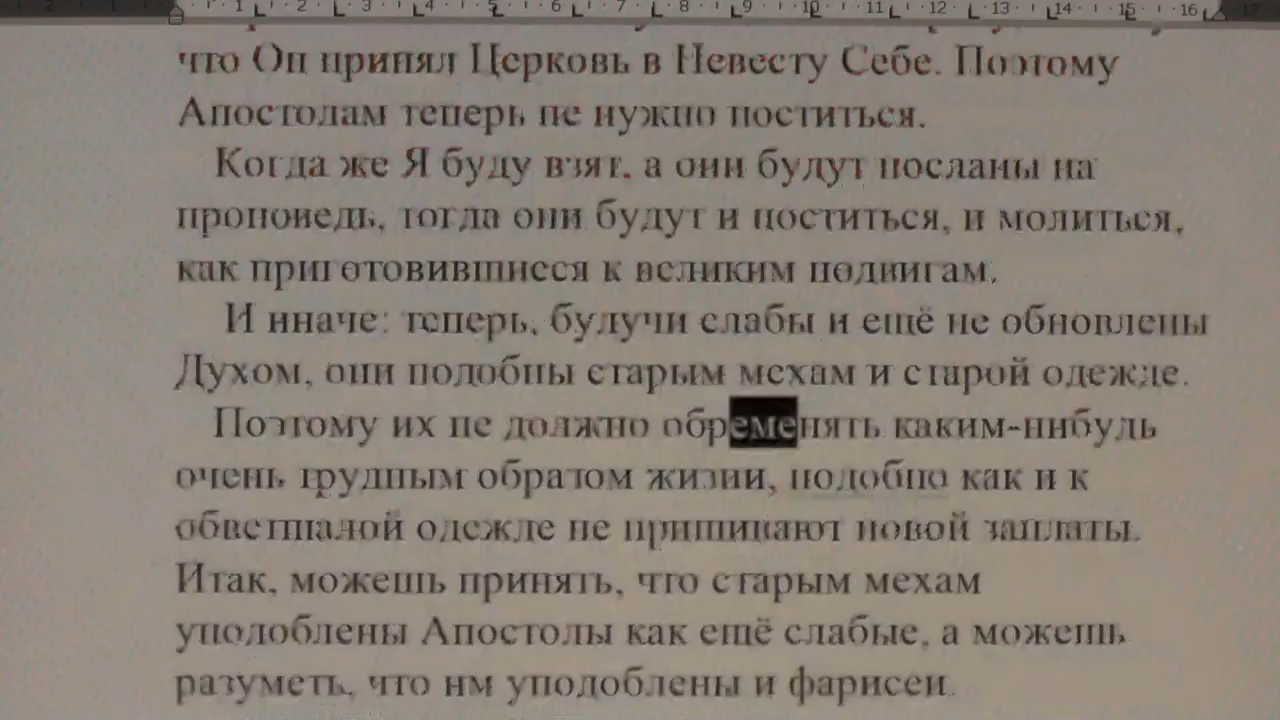 что Он принял Церковь в Невесту Себе. Поэтому
Апостолам теперь не нужно поститься.
Когда же Я буду взят, а они будут посланы на
проповедь, тогда они будут и поститься, и молиться,
как приготовившиеся к великим подвигам.
И иначе: теперь, будучи слабы и ещё не обновлены
Духом, они подобны старым мехам и старой одежде.
Поэтому их не должно обременять каким-нибудь
очень трудным образом жизни, подобно как и к
обветшалой одежде не пришивают новой заплаты.
Итак, можешь принять, что старым мехам
уподоблены Апостолы как ещё слабые, а можешь
разуметь, что им уподоблены и фарисеи.